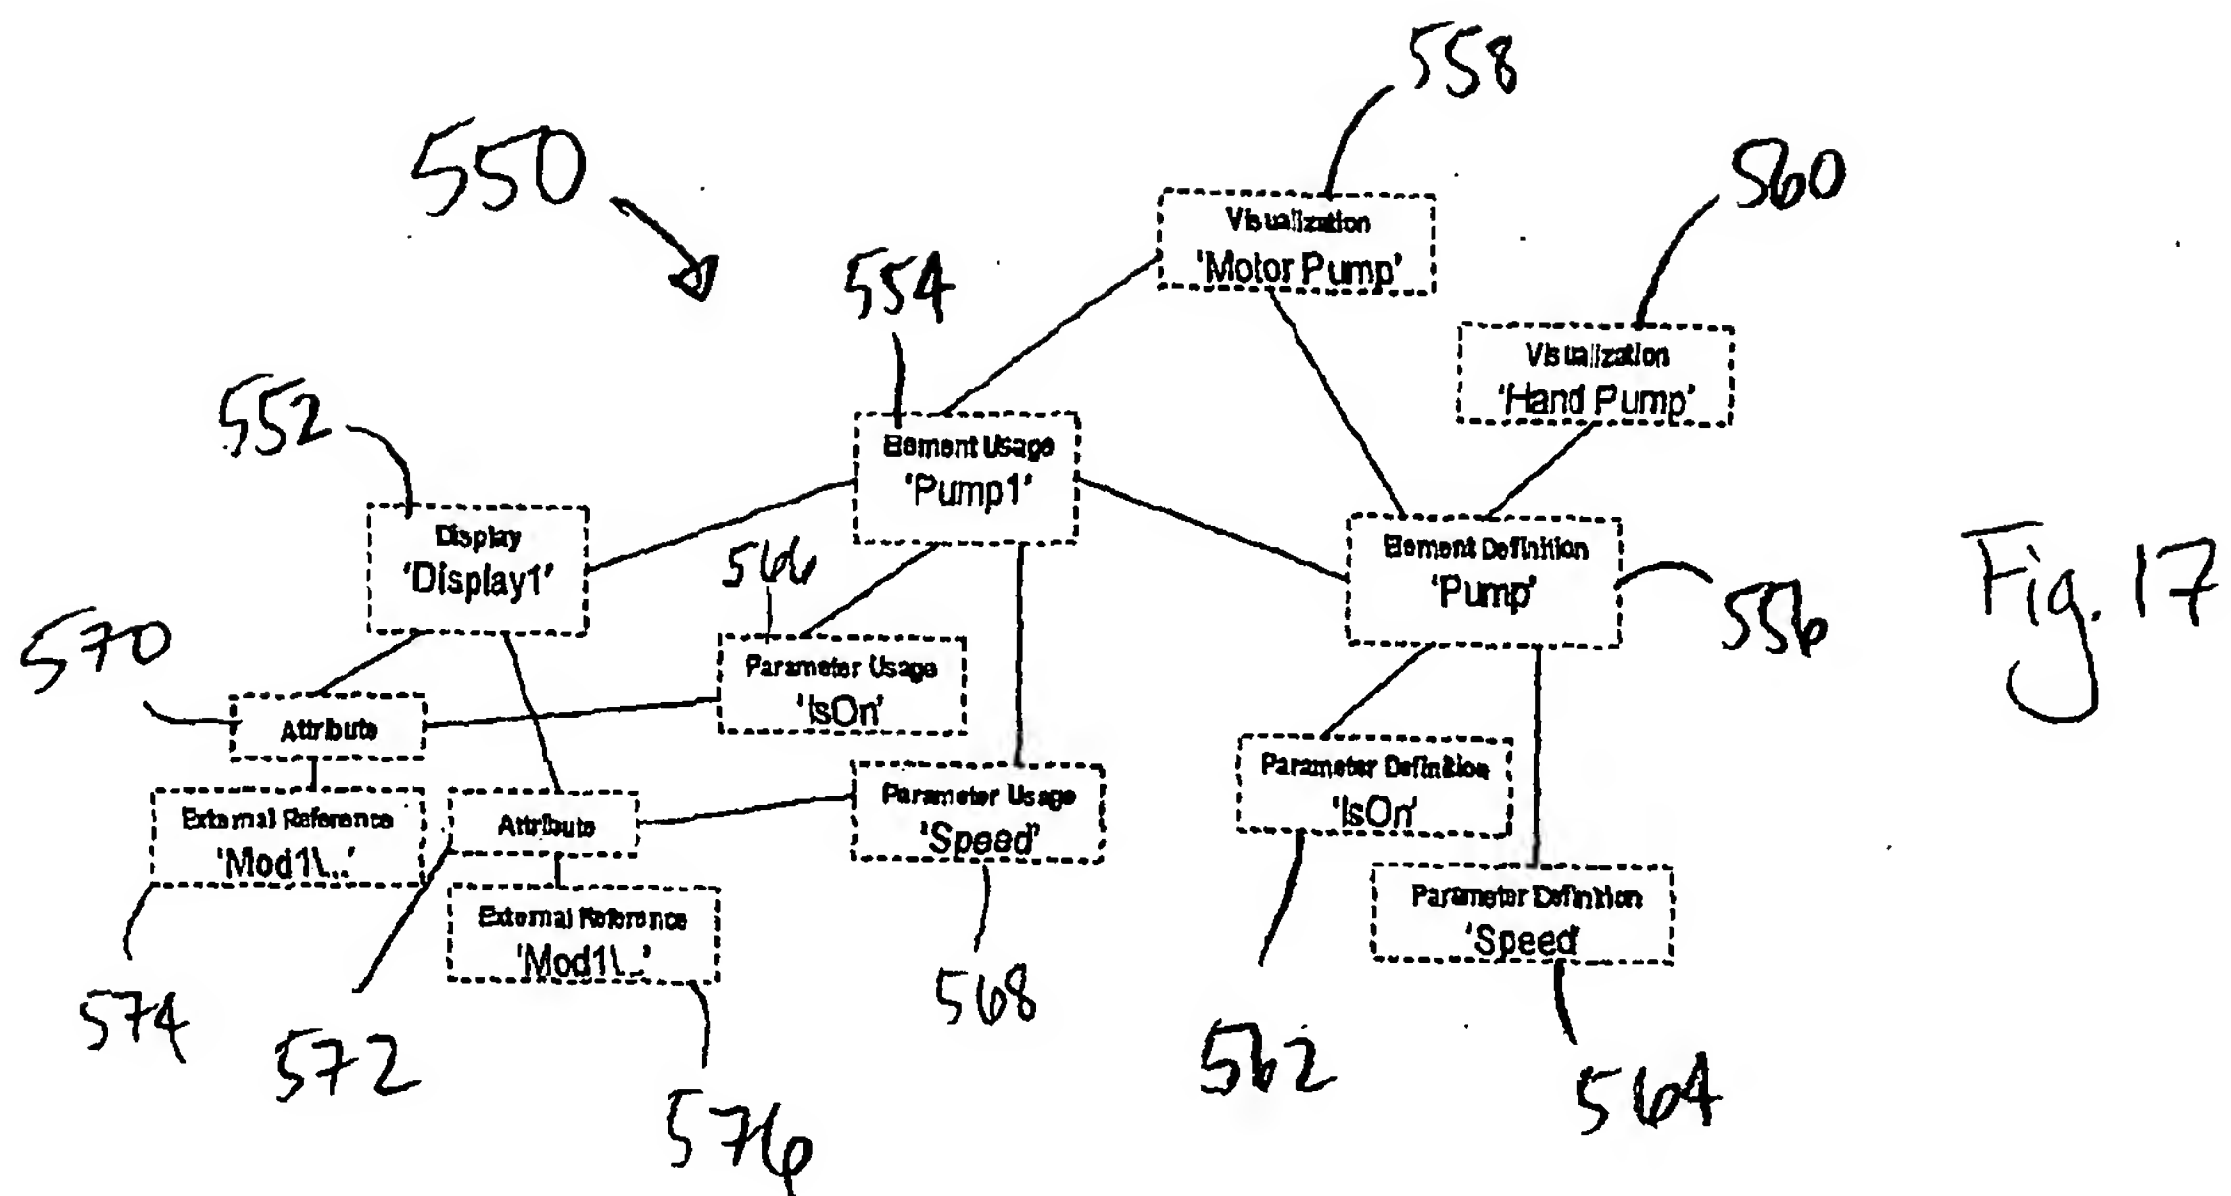 558
550
560
Visualization
'Motor Pump'
554
Visualization
'Hand Pump'
552
Element Usage
'Pump1'
Display
'Display1'
566
Element Definition
'Pump'
Fig. 17
556
570
Parameter Usage
'IsOn'
Attribute
Parameter Definition
'IsOn'
External Reference
'Mod1\...'
Attribute
Parameter Usage
'Speed'
Parameter Definition
'Speed'
External Reference
'Mod1\...'
574
572
568
562
564
576